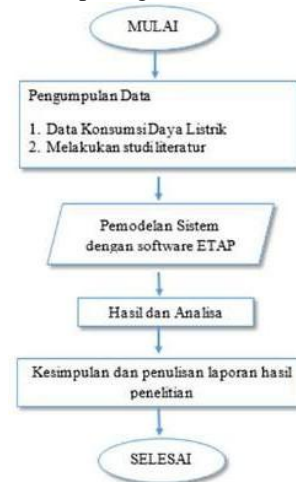 MULAI
Pengumpulan Data
1. Data Konsumsi Daya Listrik
2. Melakukan studi literatur
Pemodelan Sistem
dengan software ETAP
Hasil dan Analisa
Kesimpulan dan penulisan laporan hasil
penelitian
SELESAI